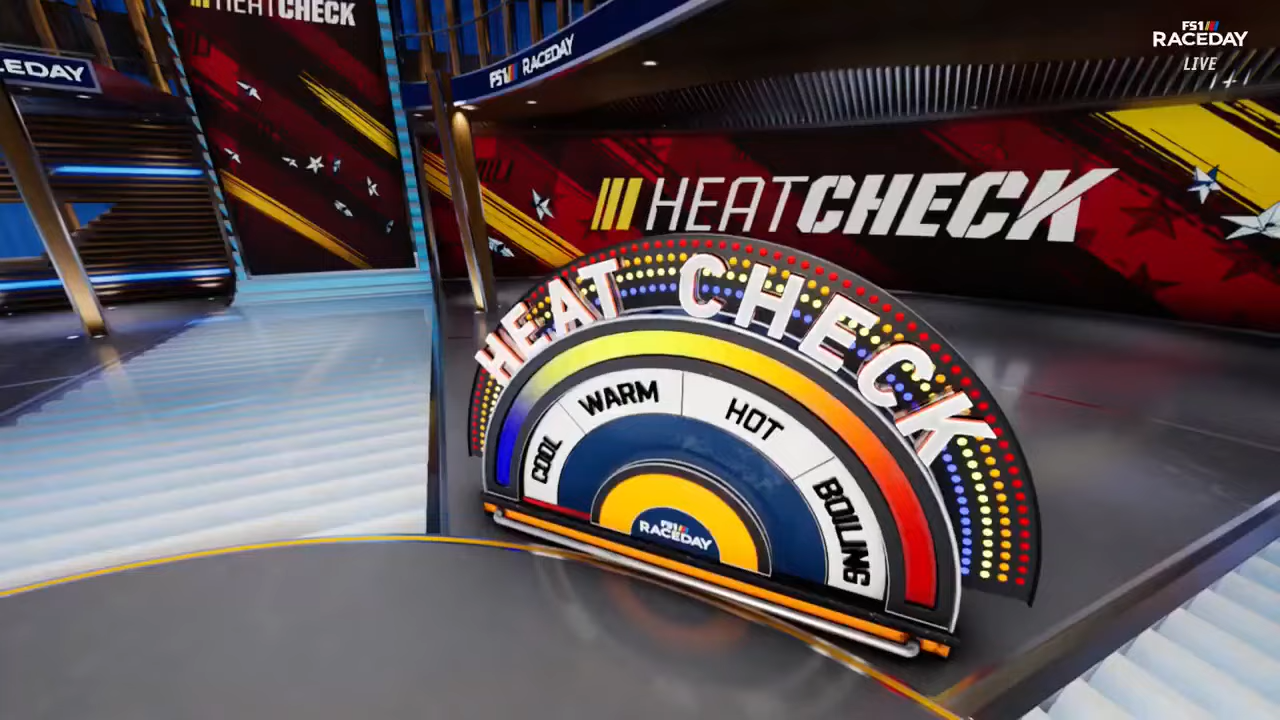 HEATCHECK
FS1
RACEDAY
LIVE
EDAY
FS1 RACEDAY
HEATCHECK
HEAT CHECK
COOL
WARM
HOT
BOILING
FS1
RACEDAY